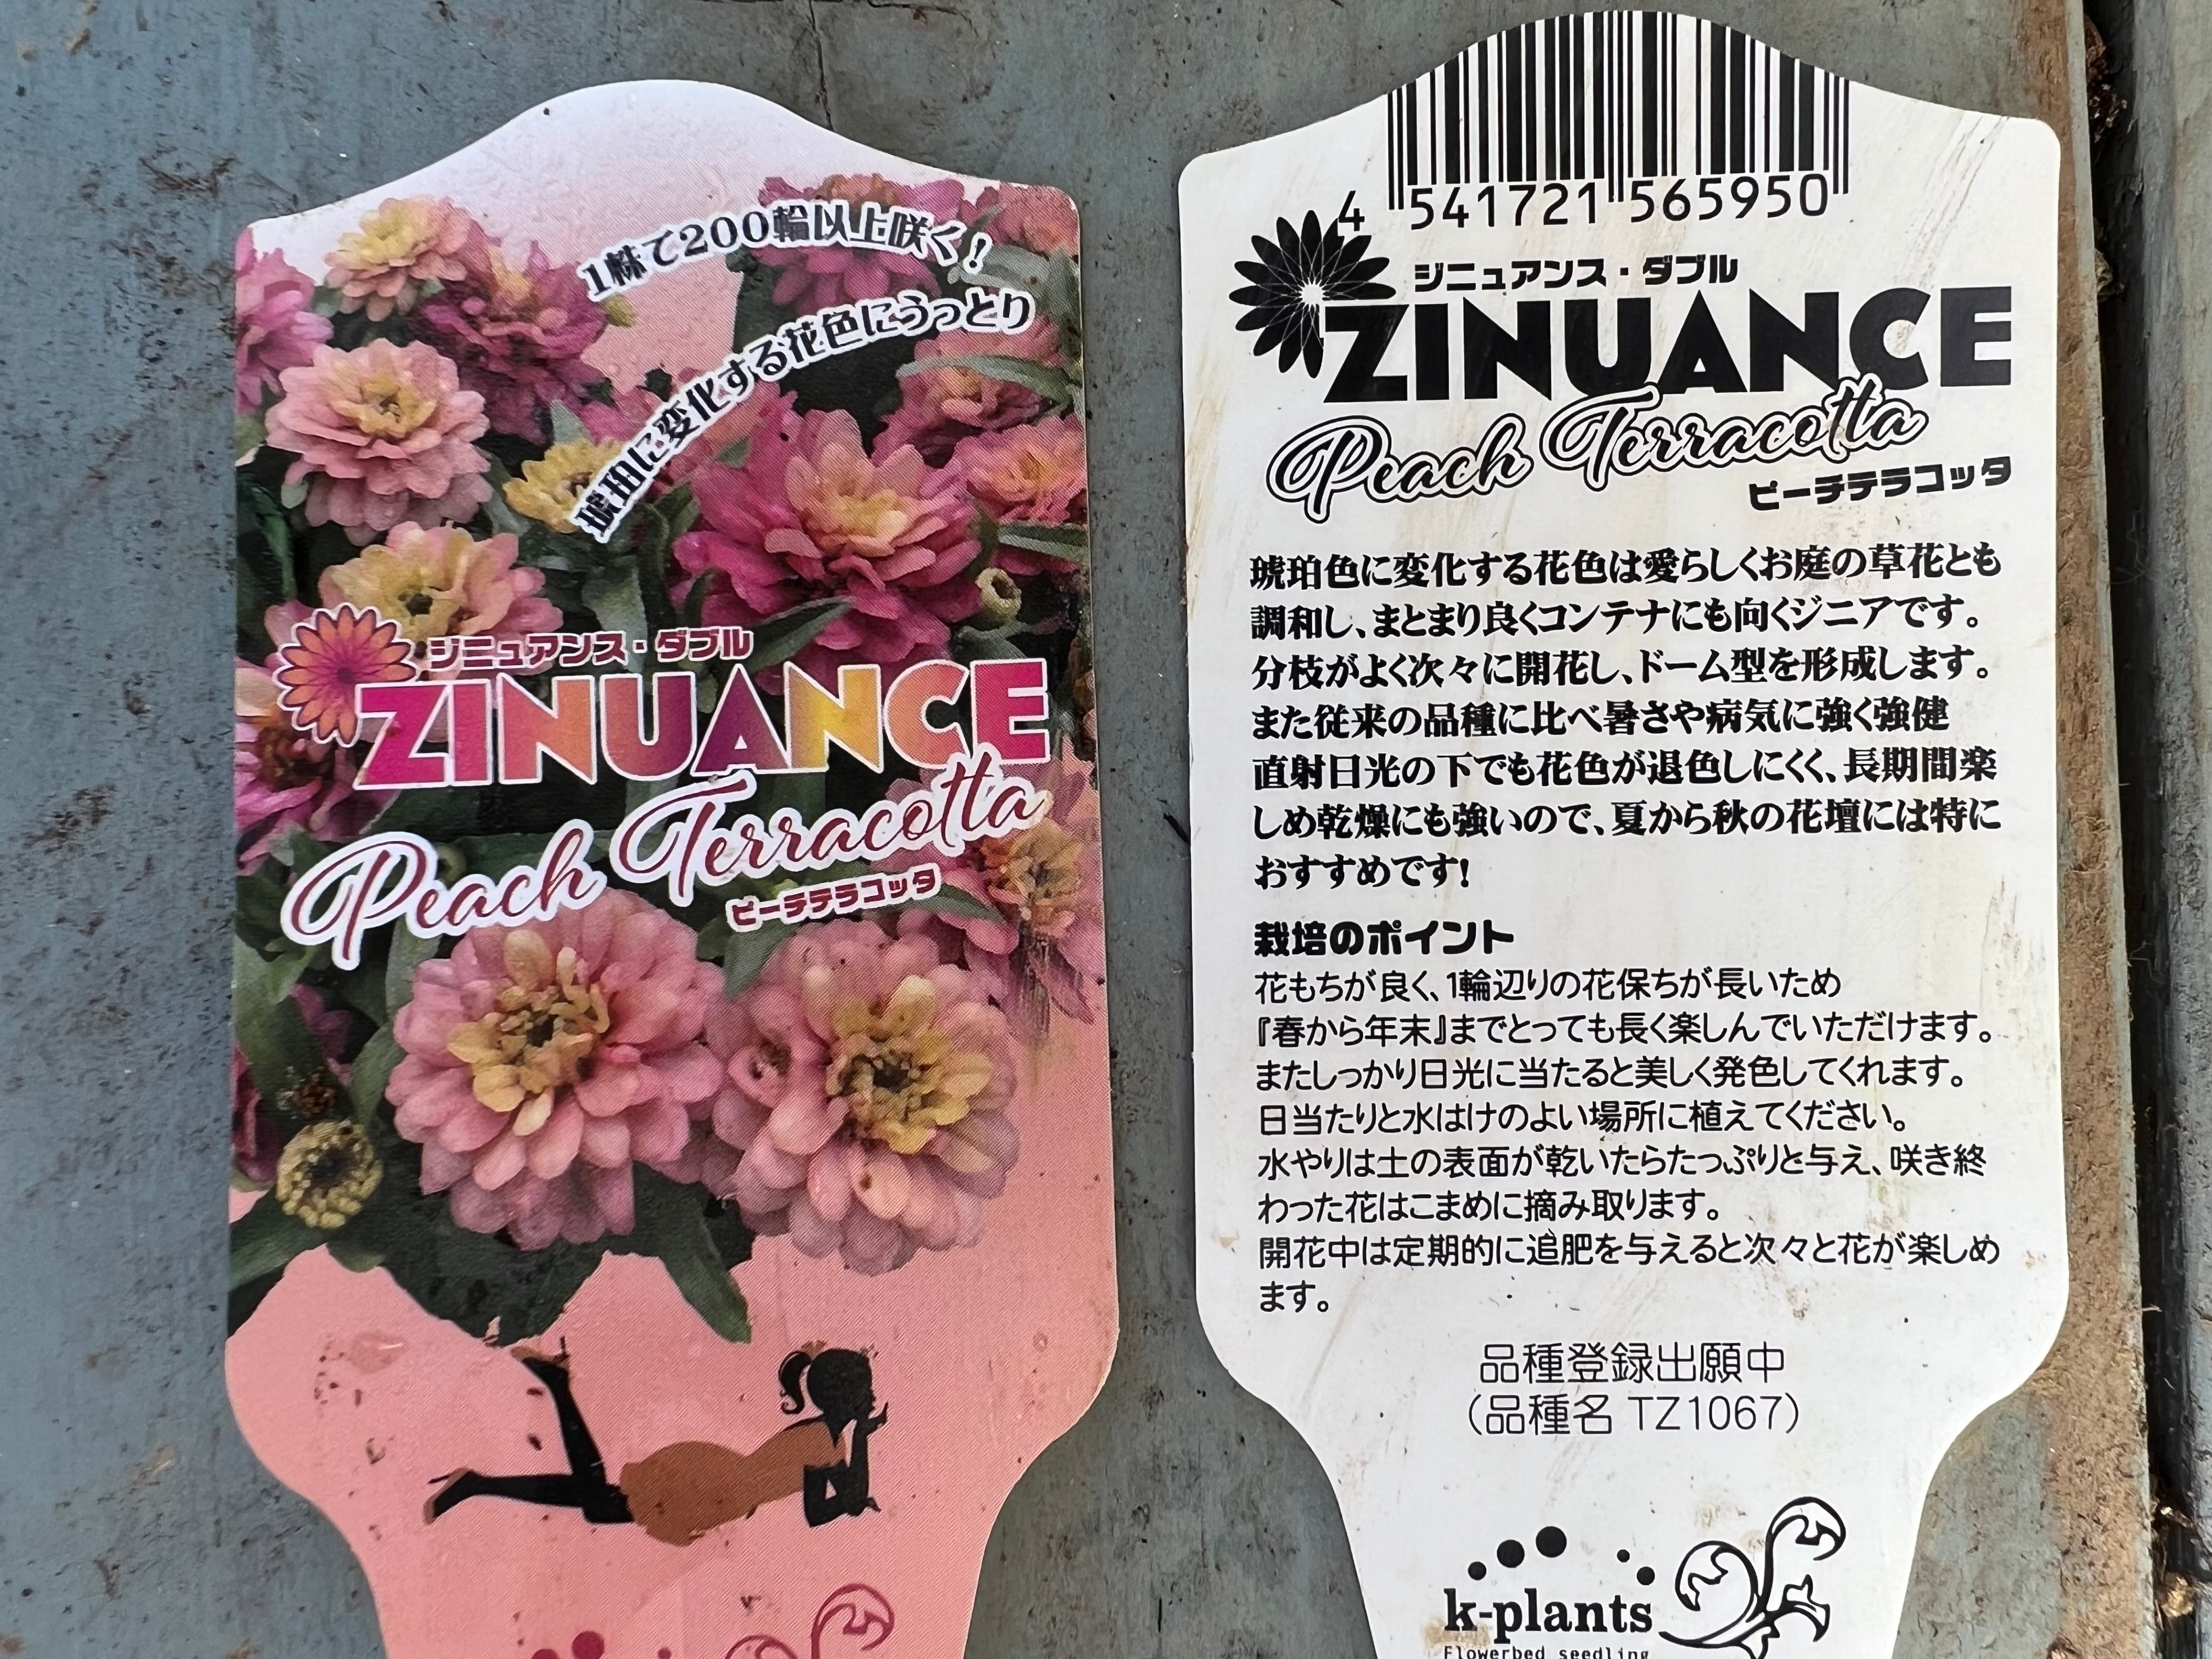 1株で200輪以上咲く!
琥珀に変化する花色にうっとり
ジニュアンス・ダブル
ZINUANCE
Peach Terracotta
ピーチテラコッタ
4 541721 565950
ジニュアンス・ダブル
ZINUANCE
Peach Terracotta
ピーチテラコッタ
琥珀色に変化する花色は愛らしくお庭の草花とも
調和し、まとまり良くコンテナにも向くジニアです。
分枝がよく次々に開花し、ドーム型を形成します。
また従来の品種に比べ暑さや病気に強く強健
直射日光の下でも花色が退色しにくく、長期間楽
しめ乾燥にも強いので、夏から秋の花壇には特に
おすすめです!
栽培のポイント
花もちが良く、1輪辺りの花保ちが長いため
『春から年末』までとっても長く楽しんでいただけます。
またしっかり日光に当たると美しく発色してくれます。
日当たりと水はけのよい場所に植えてください。
水やりは土の表面が乾いたらたっぷりと与え、咲き終
わった花はこまめに摘み取ります。
開花中は定期的に追肥を与えると次々と花が楽しめ
ます。
品種登録出願中
(品種名 TZ1067)
k-plants
Flowerbed seedling